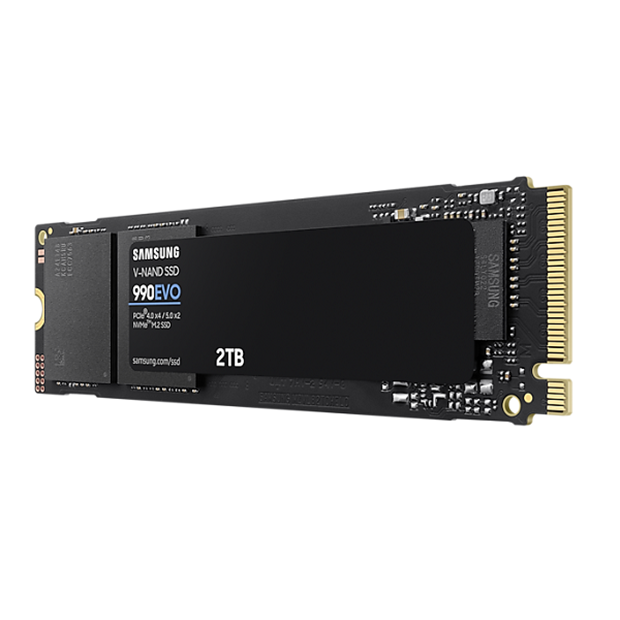 SAMSUNG
V-NAND SSD
990EVO
PCIe® 4.0 x4 / 5.0 x2
NVMe™ M.2 SSD
samsung.com/ssd
2TB
SAMSUNG